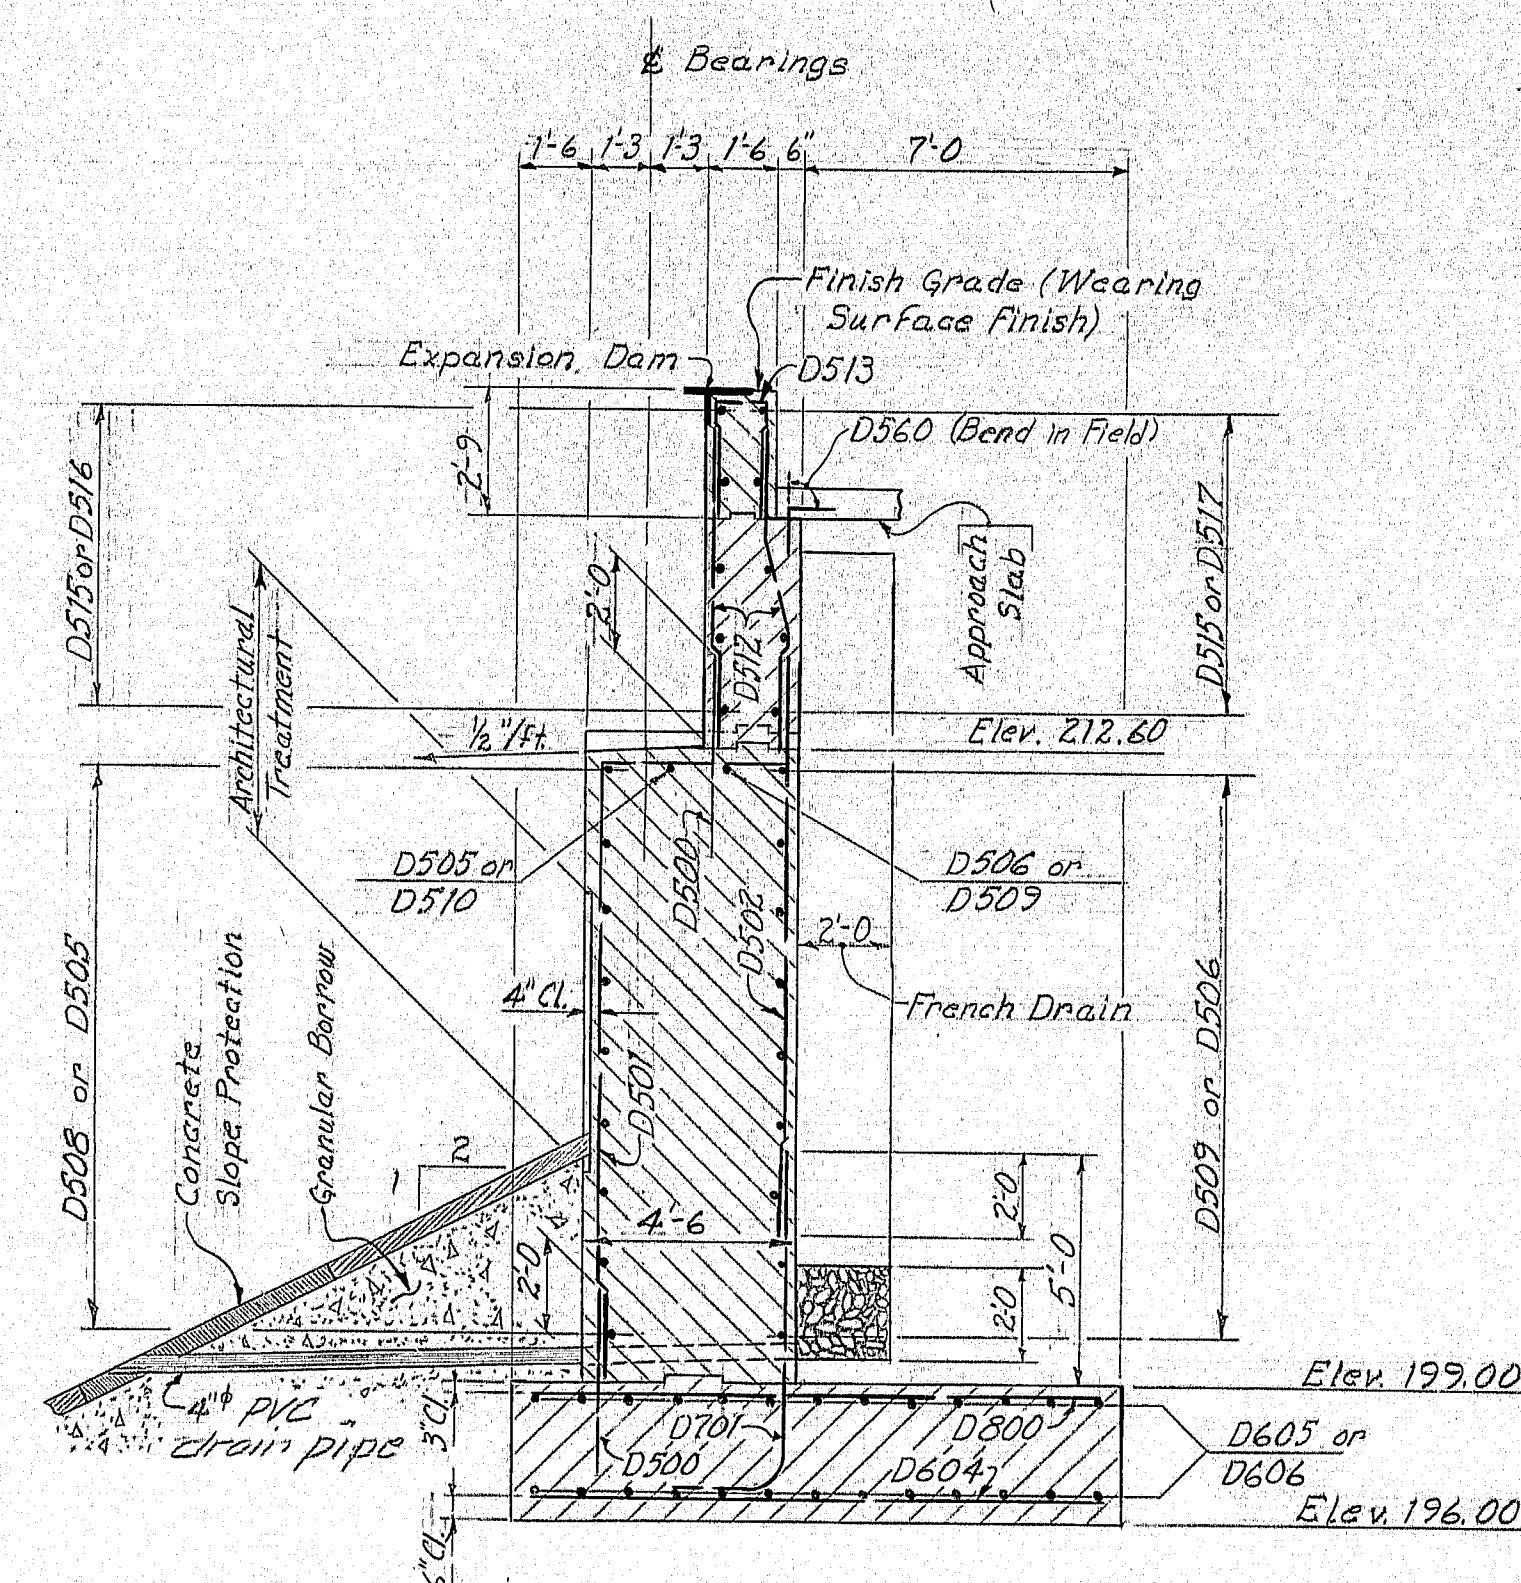 ℄ Bearings
1'-6 1'-3 1'-3 1'-6 6" 7'-0
Finish Grade (Wearing
Surface Finish)
Expansion Dam
D513
D560 (Bend in Field)
2'-9
D515 or D516
D515 or D517
Approach
Slab
2'-0
D512
Architectural
Treatment
1/2"/ft.
Elev. 212.60
D505 or
D510
D500
D502
D506 or
D509
2'-0
French Drain
4" Cl.
D501
D508 or D505
D509 or D506
Concrete
Slope Protection
Granular Borrow
2
1
4'-6
2'-0
2'-0
2'-0
5'-0
Elev. 199.00
4"ϕ PVC
drain pipe
3" Cl.
D701
D500
D800
D604
D605 or
D606
Elev. 196.00
"Cl.